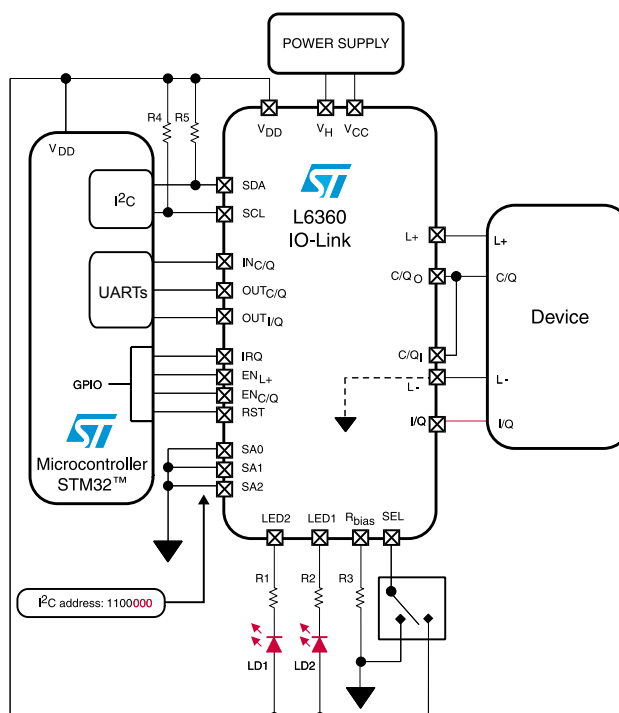 POWER SUPPLY
R4
R5
VDD
VDD
VH
VCC
I2C
SDA
SCL
ST
L6360
IO-Link
L+
L+
C/QO
C/Q
UARTs
INC/Q
OUTC/Q
OUTI/Q
Device
C/QI
GPIO
IRQ
ENL+
ENC/Q
RST
L-
L-
I/Q
I/Q
ST
Microcontroller
STM32™
SA0
SA1
SA2
LED2
LED1
Rbias
SEL
I2C address: 1100000
R1
R2
R3
LD1
LD2